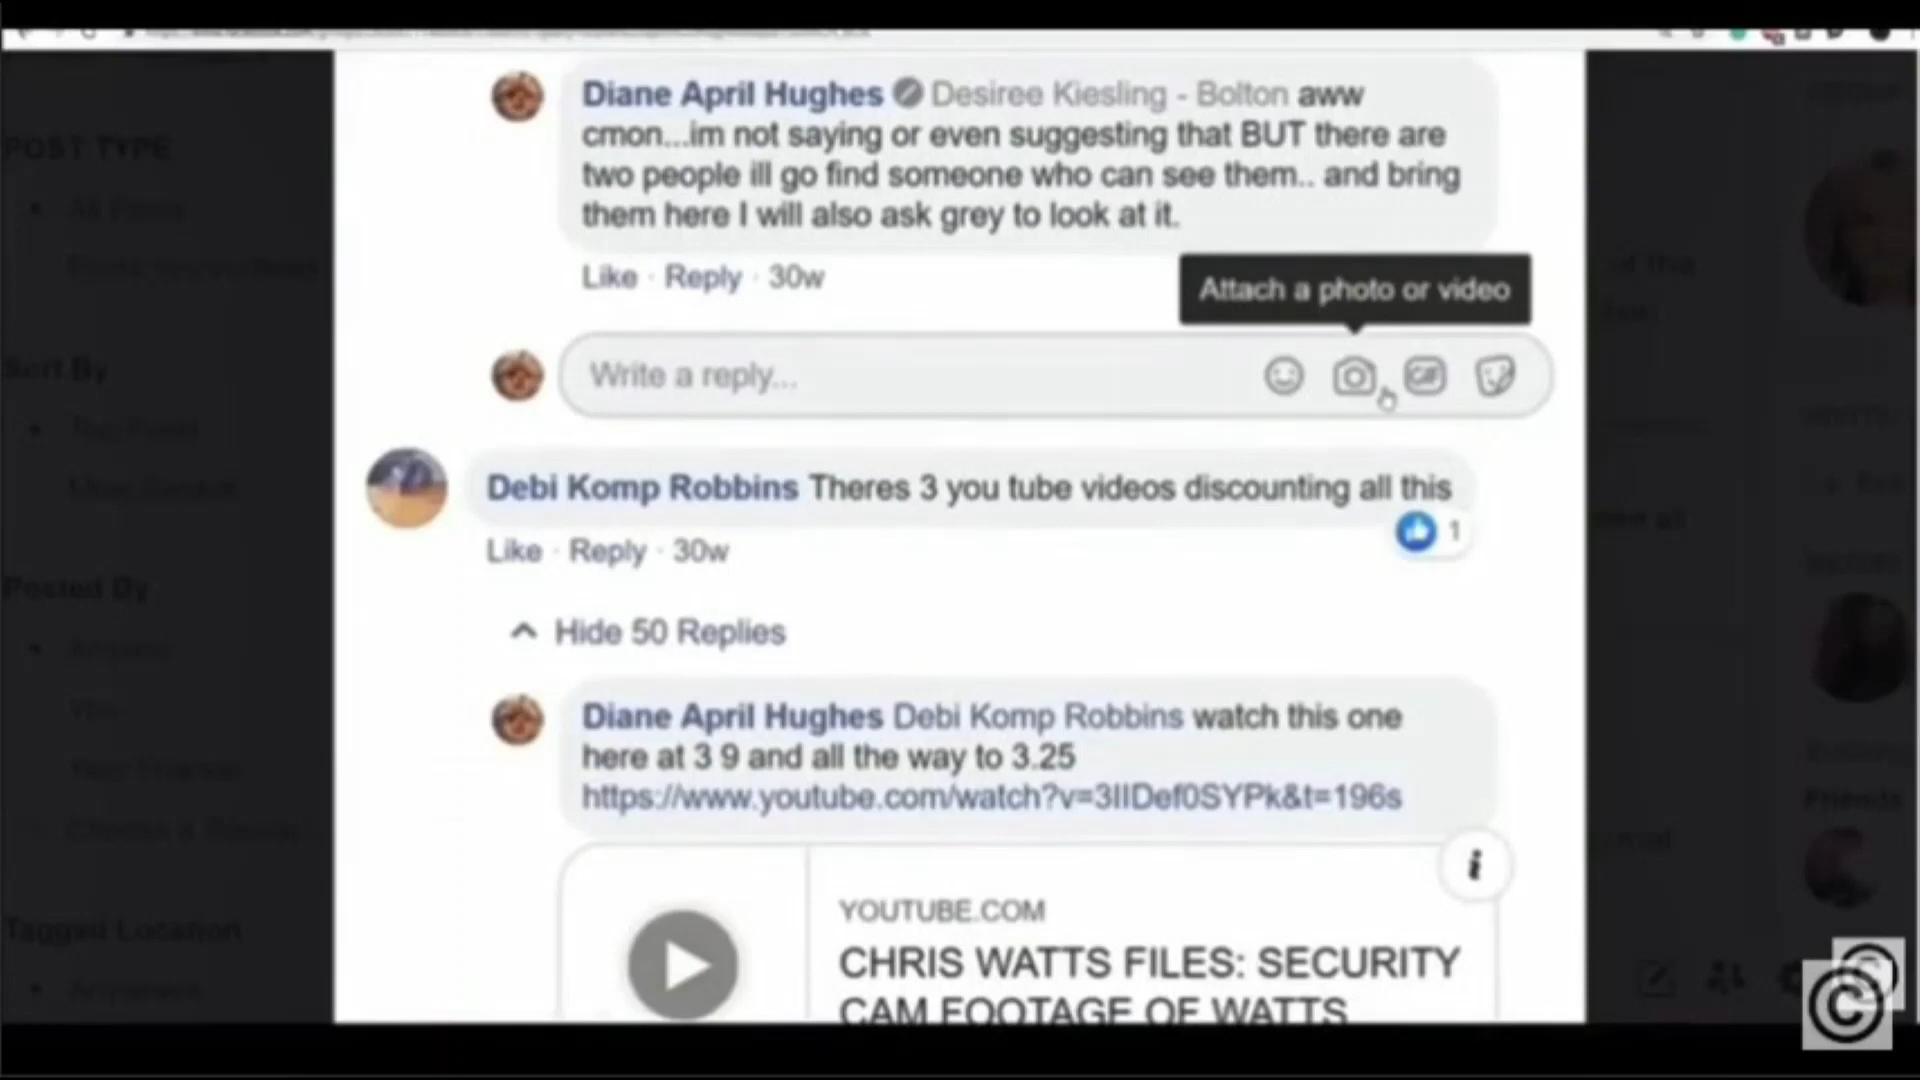 POST TYPE
Sort By
Posted By
Tagged Location
Diane April Hughes Desiree Kiesling - Bolton aww
cmon...im not saying or even suggesting that BUT there are
two people ill go find someone who can see them.. and bring
them here I will also ask grey to look at it.
Like · Reply · 30w
Attach a photo or video
Write a reply...
GIF
Debi Komp Robbins Theres 3 you tube videos discounting all this
1
Like · Reply · 30w
Hide 50 Replies
Diane April Hughes Debi Komp Robbins watch this one
here at 3 9 and all the way to 3.25
https://www.youtube.com/watch?v=3IIDef0SYPk&t=196s
i
YOUTUBE.COM
CHRIS WATTS FILES: SECURITY
CAM FOOTAGE OF WATTS
Friends
©
©